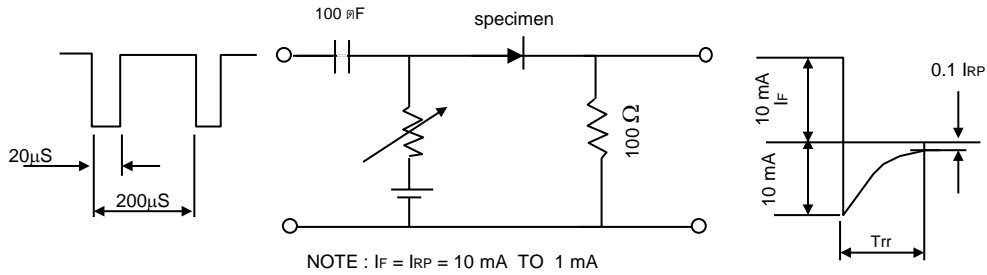 100 ㎌F
specimen
20μS
200μS
100 Ω
10 mA
IF
10 mA
0.1 IRP
Trr
NOTE : IF = IRP = 10 mA TO 1 mA